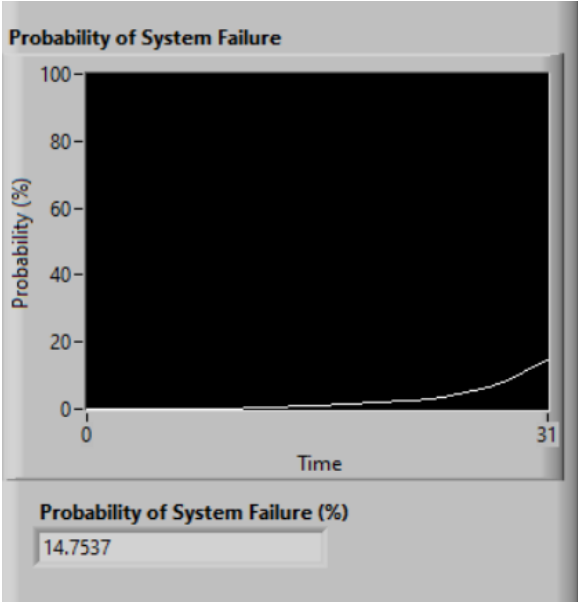 Probability of System Failure
100
80
60
40
20
0
Probability (%)
0 31
Time
Probability of System Failure (%)
14.7537